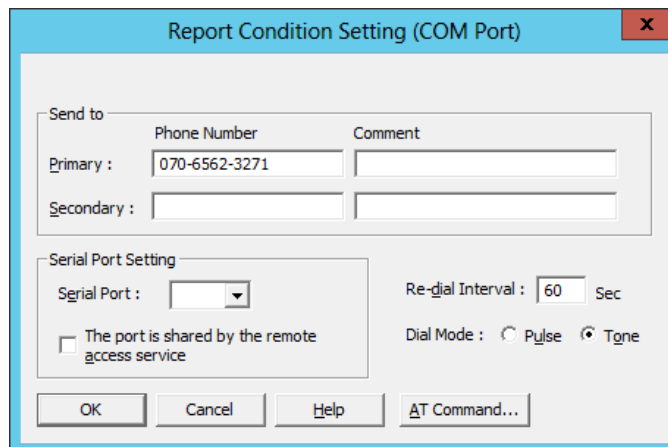 Report Condition Setting (COM Port)
x
Send to
Phone Number Comment
Primary : 070-6562-3271
Secondary :
Serial Port Setting
Serial Port :
Re-dial Interval : 60 Sec
The port is shared by the remote
access service
Dial Mode : Pulse Tone
OK Cancel Help AT Command...